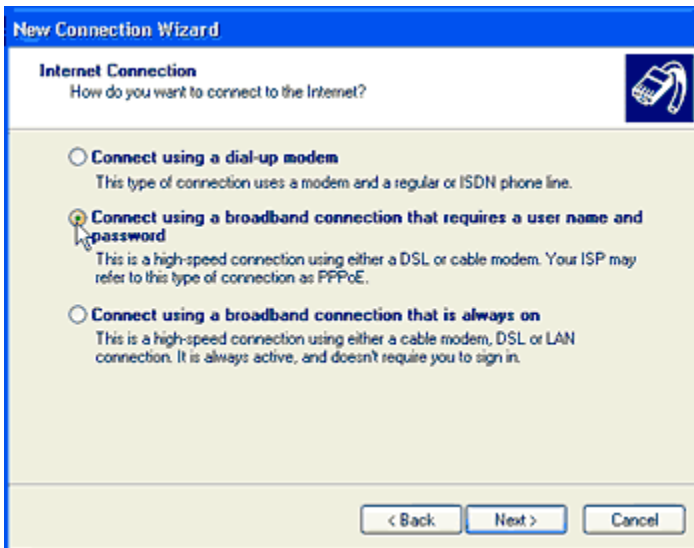 New Connection Wizard
Internet Connection
How do you want to connect to the Internet?
Connect using a dial-up modem
This type of connection uses a modem and a regular or ISDN phone line.
Connect using a broadband connection that requires a user name and
password
This is a high-speed connection using either a DSL or cable modem. Your ISP may
refer to this type of connection as PPPoE.
Connect using a broadband connection that is always on
This is a high-speed connection using either a cable modem, DSL or LAN
connection. It is always active, and doesn't require you to sign in.
< Back Next > Cancel